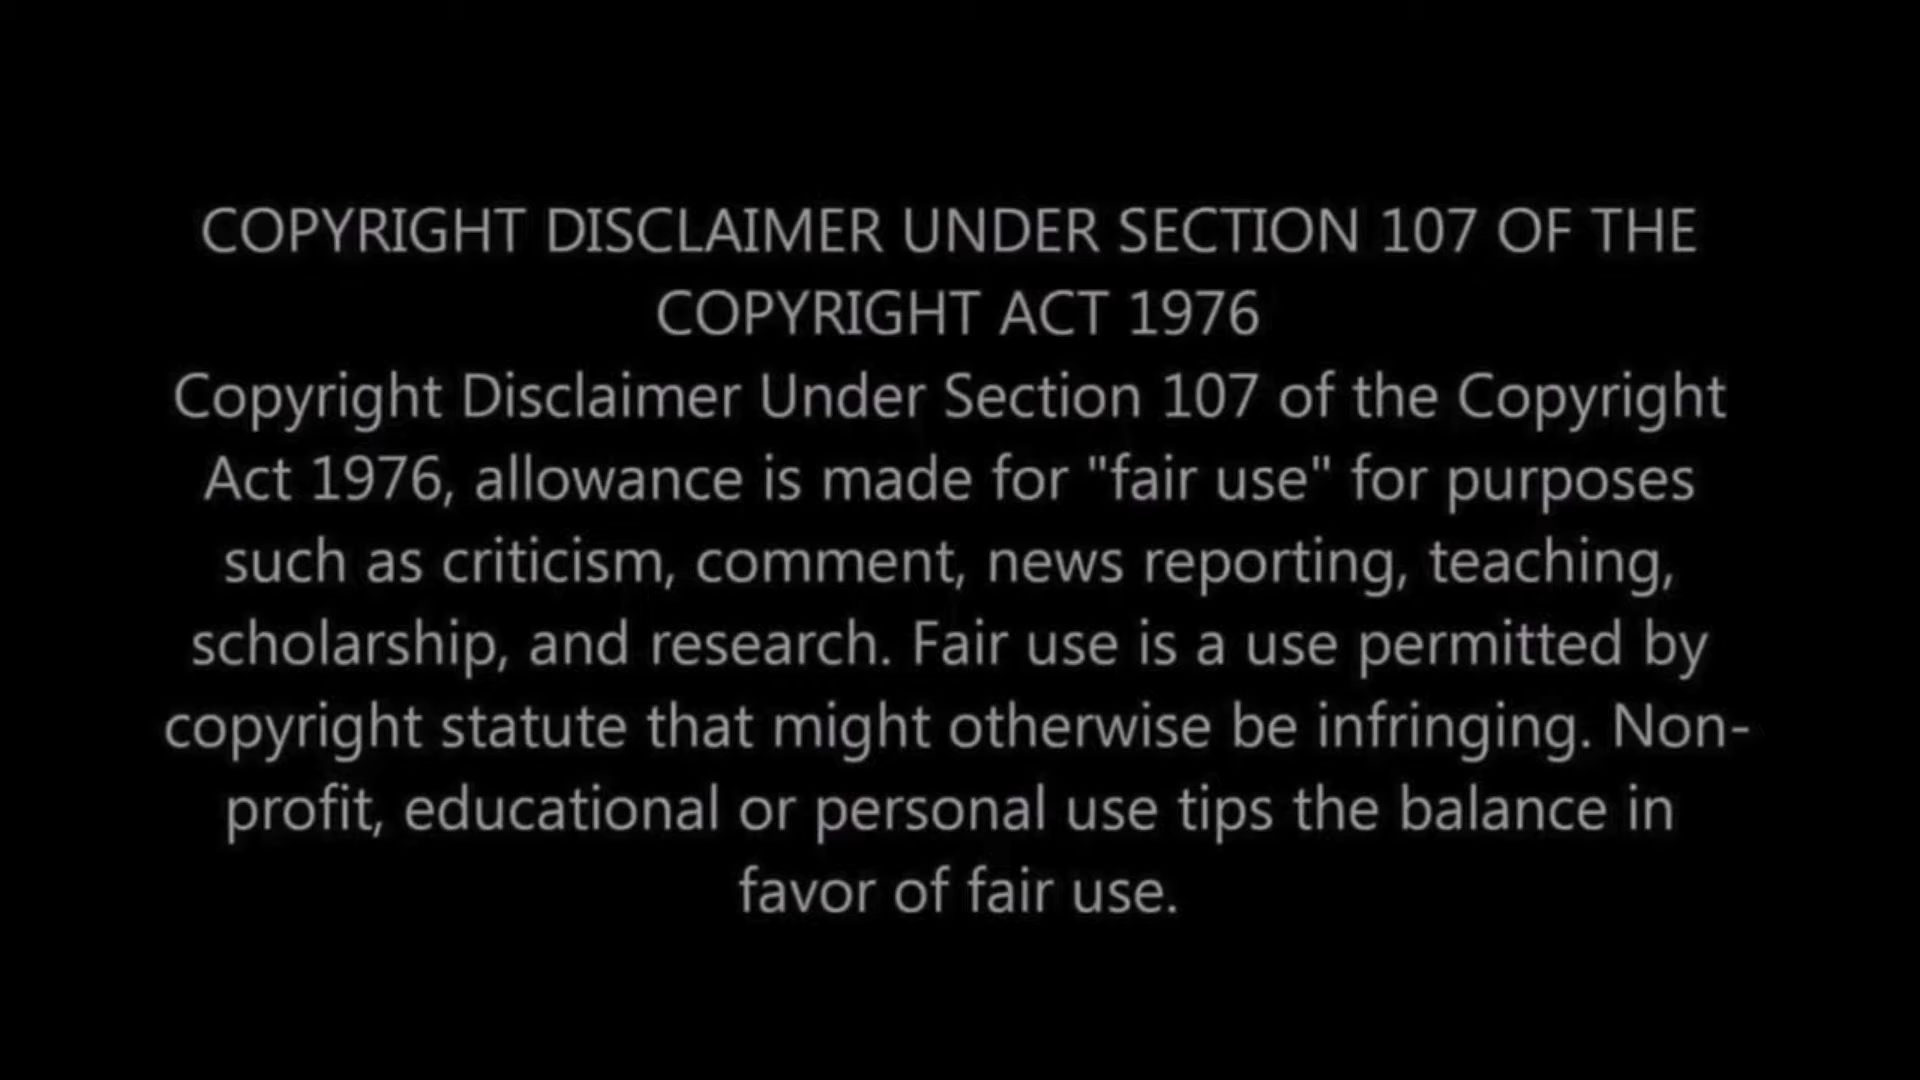 COPYRIGHT DISCLAIMER UNDER SECTION 107 OF THE
COPYRIGHT ACT 1976
Copyright Disclaimer Under Section 107 of the Copyright
Act 1976, allowance is made for "fair use" for purposes
such as criticism, comment, news reporting, teaching,
scholarship, and research. Fair use is a use permitted by
copyright statute that might otherwise be infringing. Non-
profit, educational or personal use tips the balance in
favor of fair use.